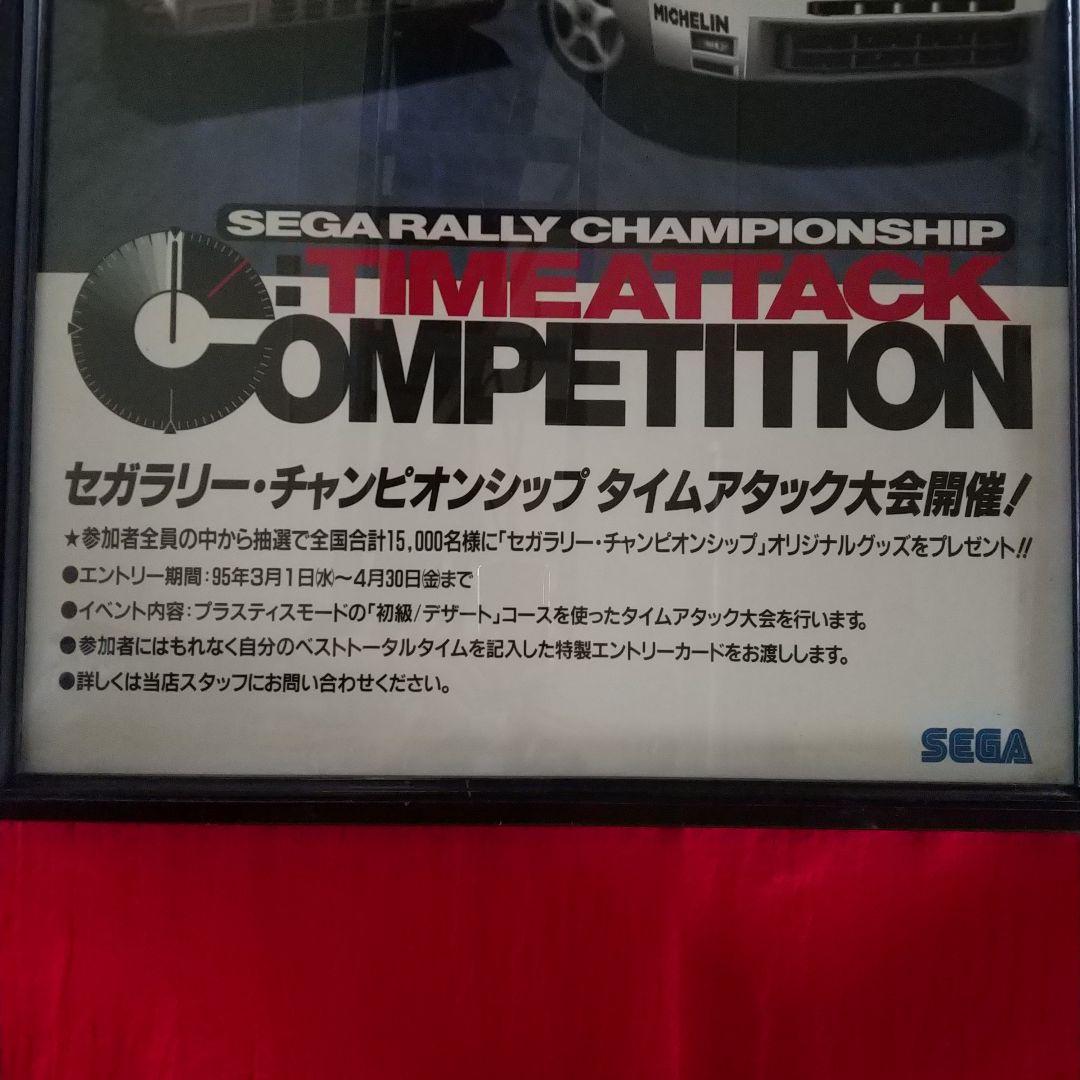 MICHELIN
SEGA RALLY CHAMPIONSHIP
:TIME ATTACK
COMPETITION
セガラリー・チャンピオンシップ タイムアタック大会開催!
★参加者全員の中から抽選で全国合計15,000名様に「セガラリー・チャンピオンシップ」オリジナルグッズをプレゼント!!
●エントリー期間:95年3月1日㈬〜4月30日㈮まで
●イベント内容:プラスティスモードの「初級/デザート」コースを使ったタイムアタック大会を行います。
●参加者にはもれなく自分のベストトータルタイムを記入した特製エントリーカードをお渡しします。
●詳しくは当店スタッフにお問い合わせください。
SEGA